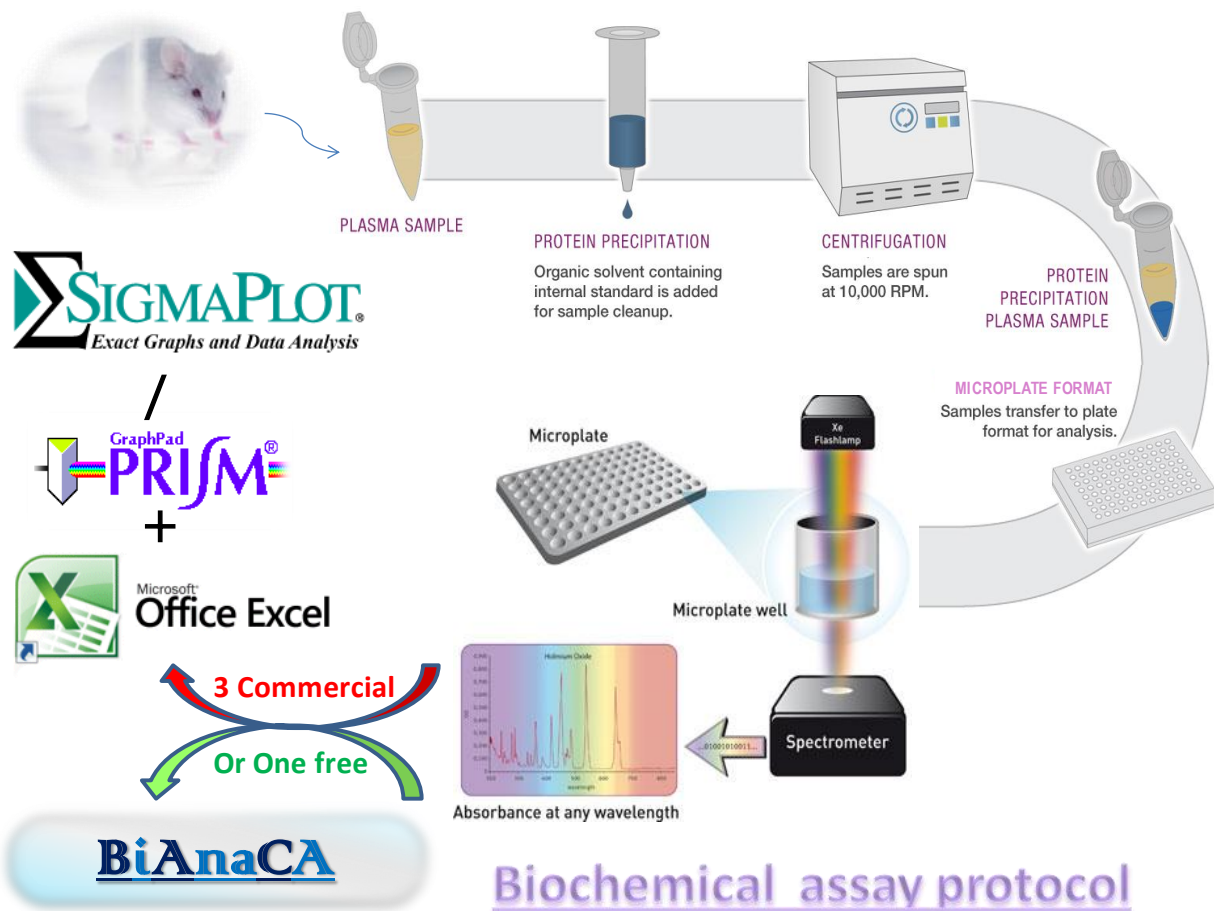 PLASMA SAMPLE
PROTEIN PRECIPITATION
Organic solvent containing
internal standard is added
for sample cleanup.
CENTRIFUGATION
Samples are spun
at 10,000 RPM.
PROTEIN
PRECIPITATION
PLASMA SAMPLE
MICROPLATE FORMAT
Samples transfer to plate
format for analysis.
SIGMAPLOT®
Exact Graphs and Data Analysis
/
GraphPad
PRISM®
+
Microsoft®
Office Excel
3 Commercial
Or One free
BiAnaCA
Microplate
Xe
Flashlamp
Microplate well
Spectrometer
...01001010011...
Holmium Oxide
wavelength
Absorbance at any wavelength
Biochemical assay protocol